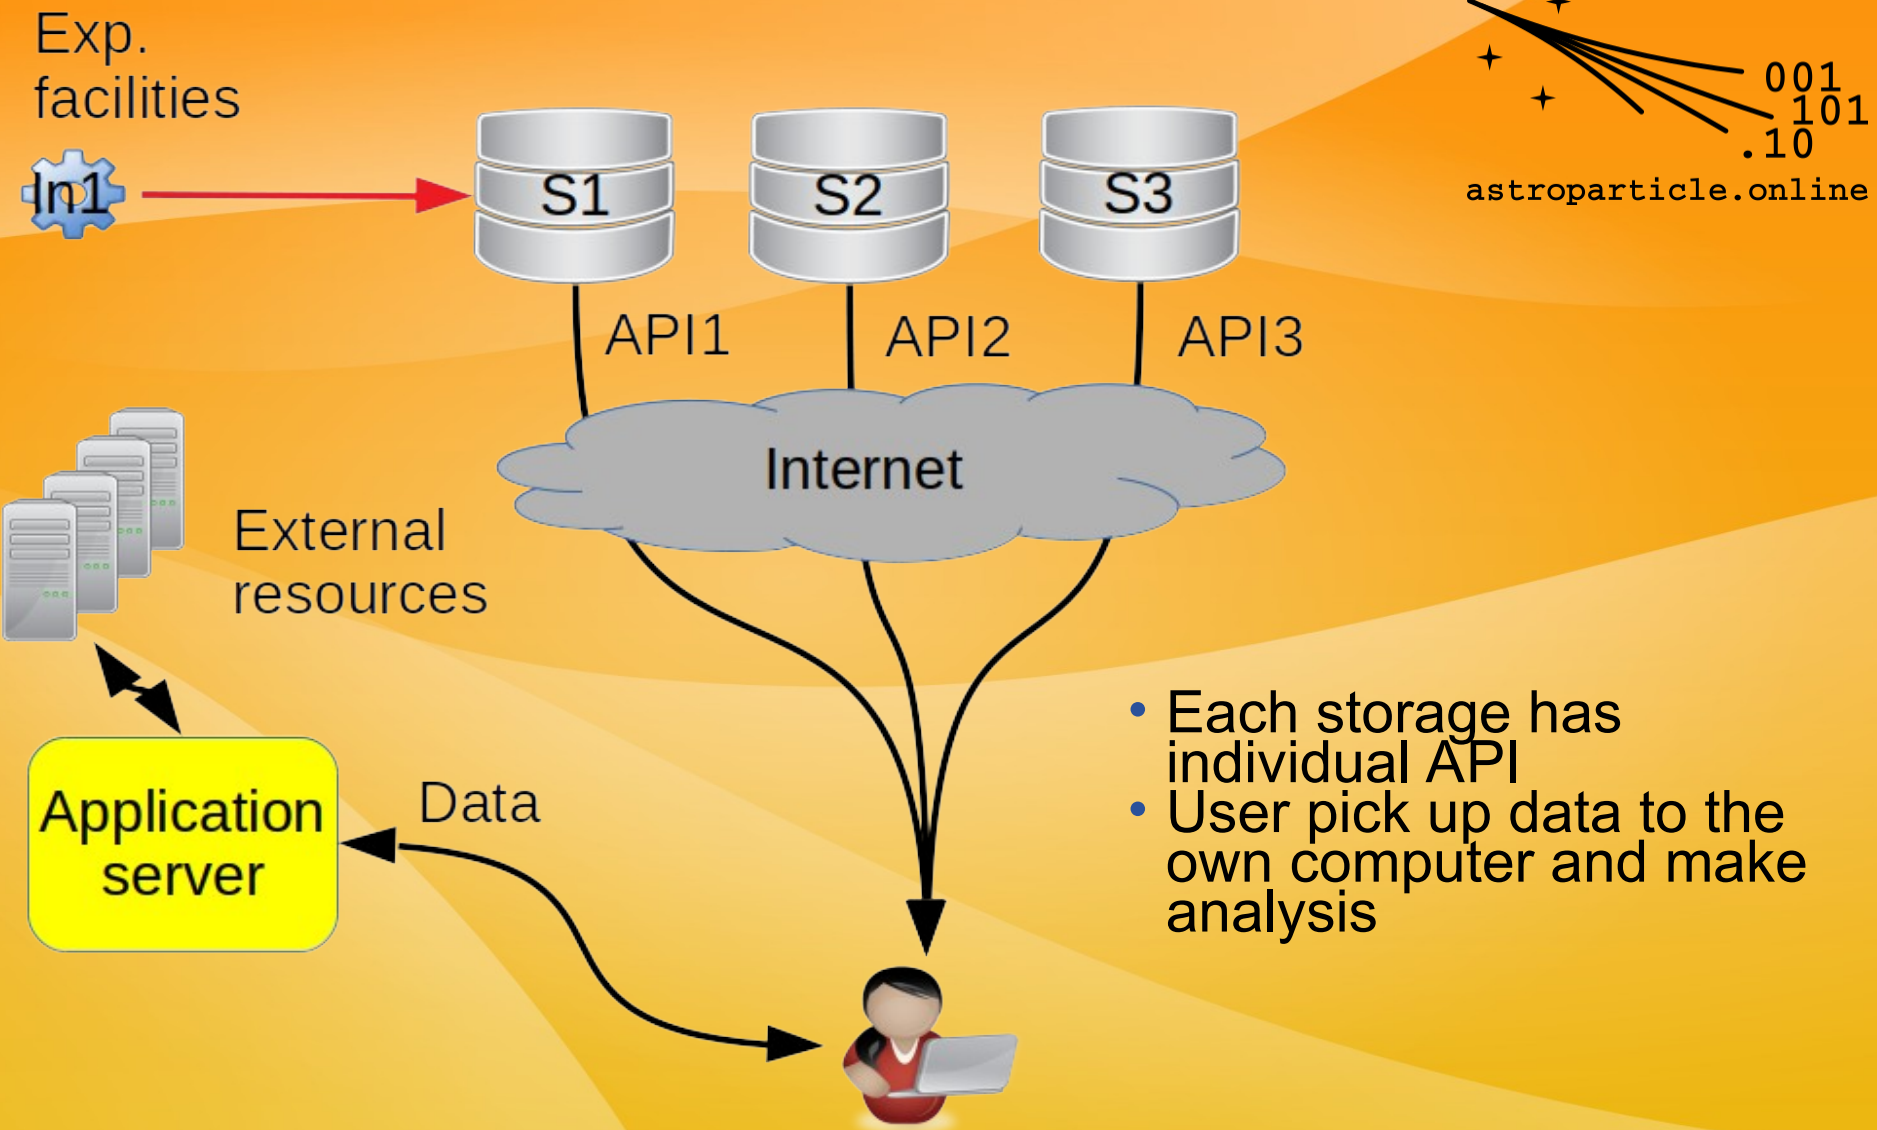 Exp.
facilities
In1
S1
S2
S3
001
101
.10
astroparticle.online
API1
API2
API3
Internet
External
resources
Application
server
Data
• Each storage has
individual API
• User pick up data to the
own computer and make
analysis